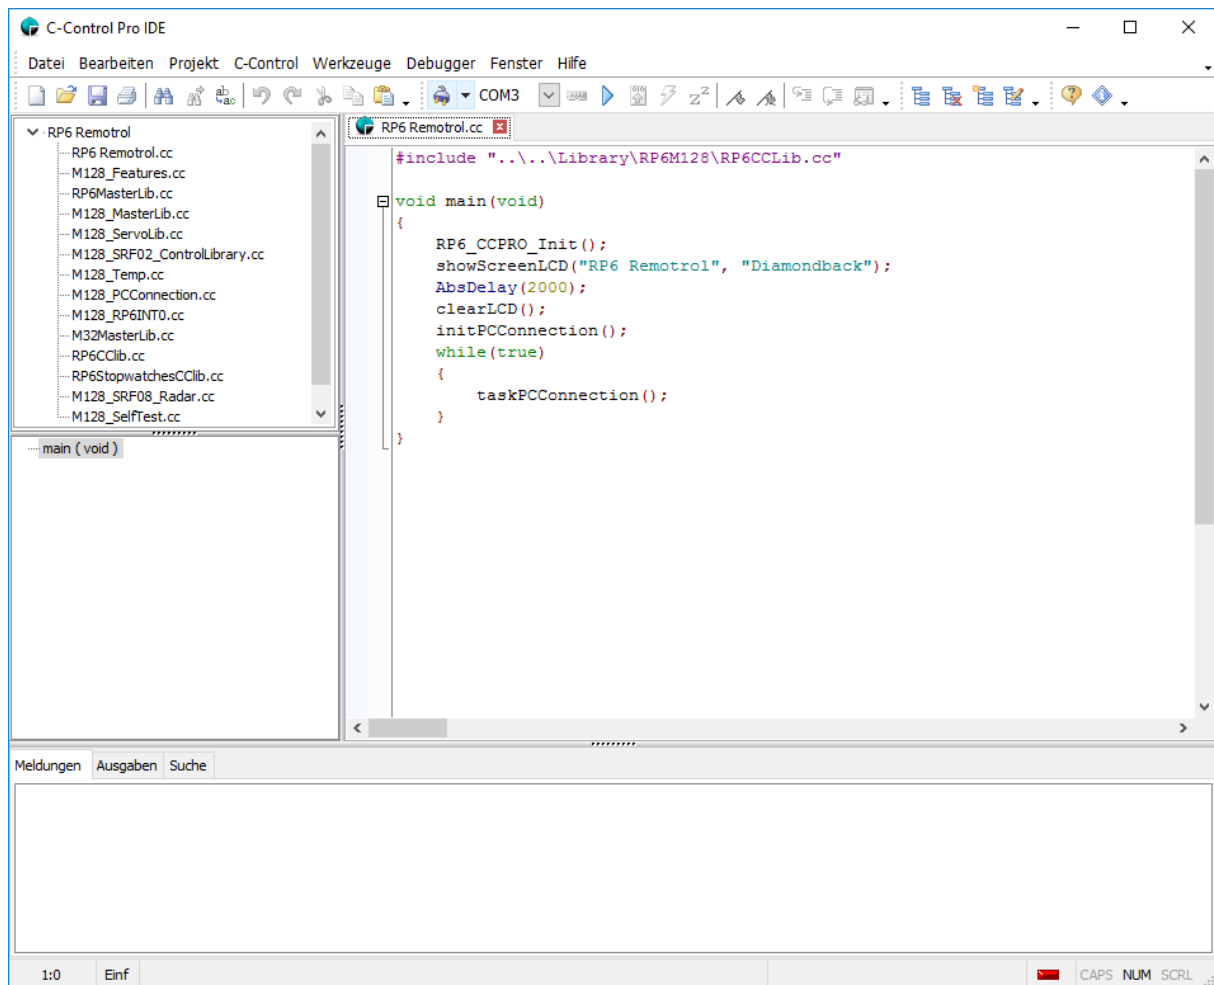 C-Control Pro IDE
Datei Bearbeiten Projekt C-Control Werkzeuge Debugger Fenster Hilfe
COM3
RP6 Remotrol
RP6 Remotrol.cc
M128_Features.cc
RP6MasterLib.cc
M128_MasterLib.cc
M128_ServoLib.cc
M128_SRF02_ControlLibrary.cc
M128_Temp.cc
M128_PCConnection.cc
M128_RP6INT0.cc
M32MasterLib.cc
RP6CClib.cc
RP6StopwatchesCClib.cc
M128_SRF08_Radar.cc
M128_SelfTest.cc
main ( void )
RP6 Remotrol.cc
#include "..\..\Library\RP6M128\RP6CCLib.cc"
void main(void)
{
RP6_CCPRO_Init();
showScreenLCD("RP6 Remotrol", "Diamondback");
AbsDelay(2000);
clearLCD();
initPCConnection();
while(true)
{
taskPCConnection();
}
}
Meldungen Ausgaben Suche
1:0 Einf CAPS NUM SCRL